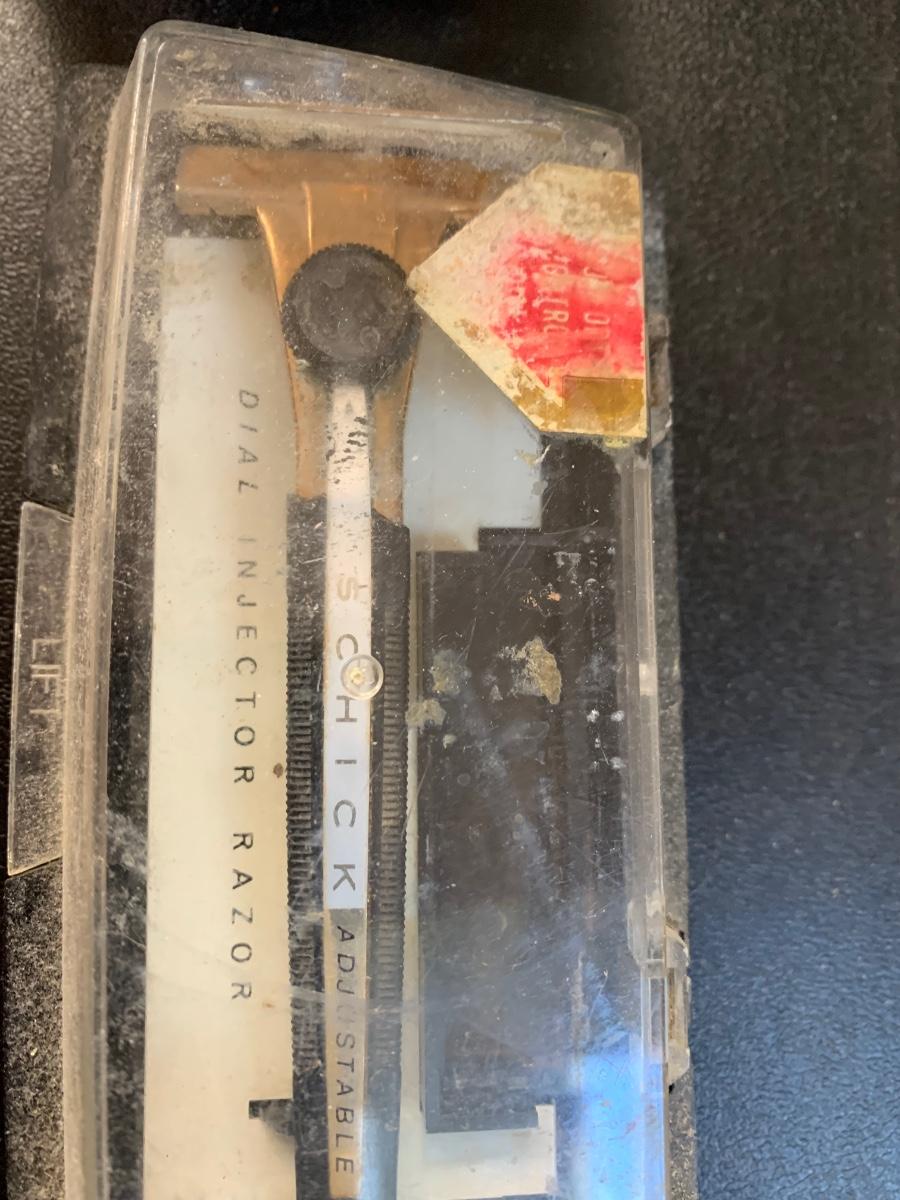 DIAL INJECTOR RAZOR
SCHICK
ADJUSTABLE
LIFT